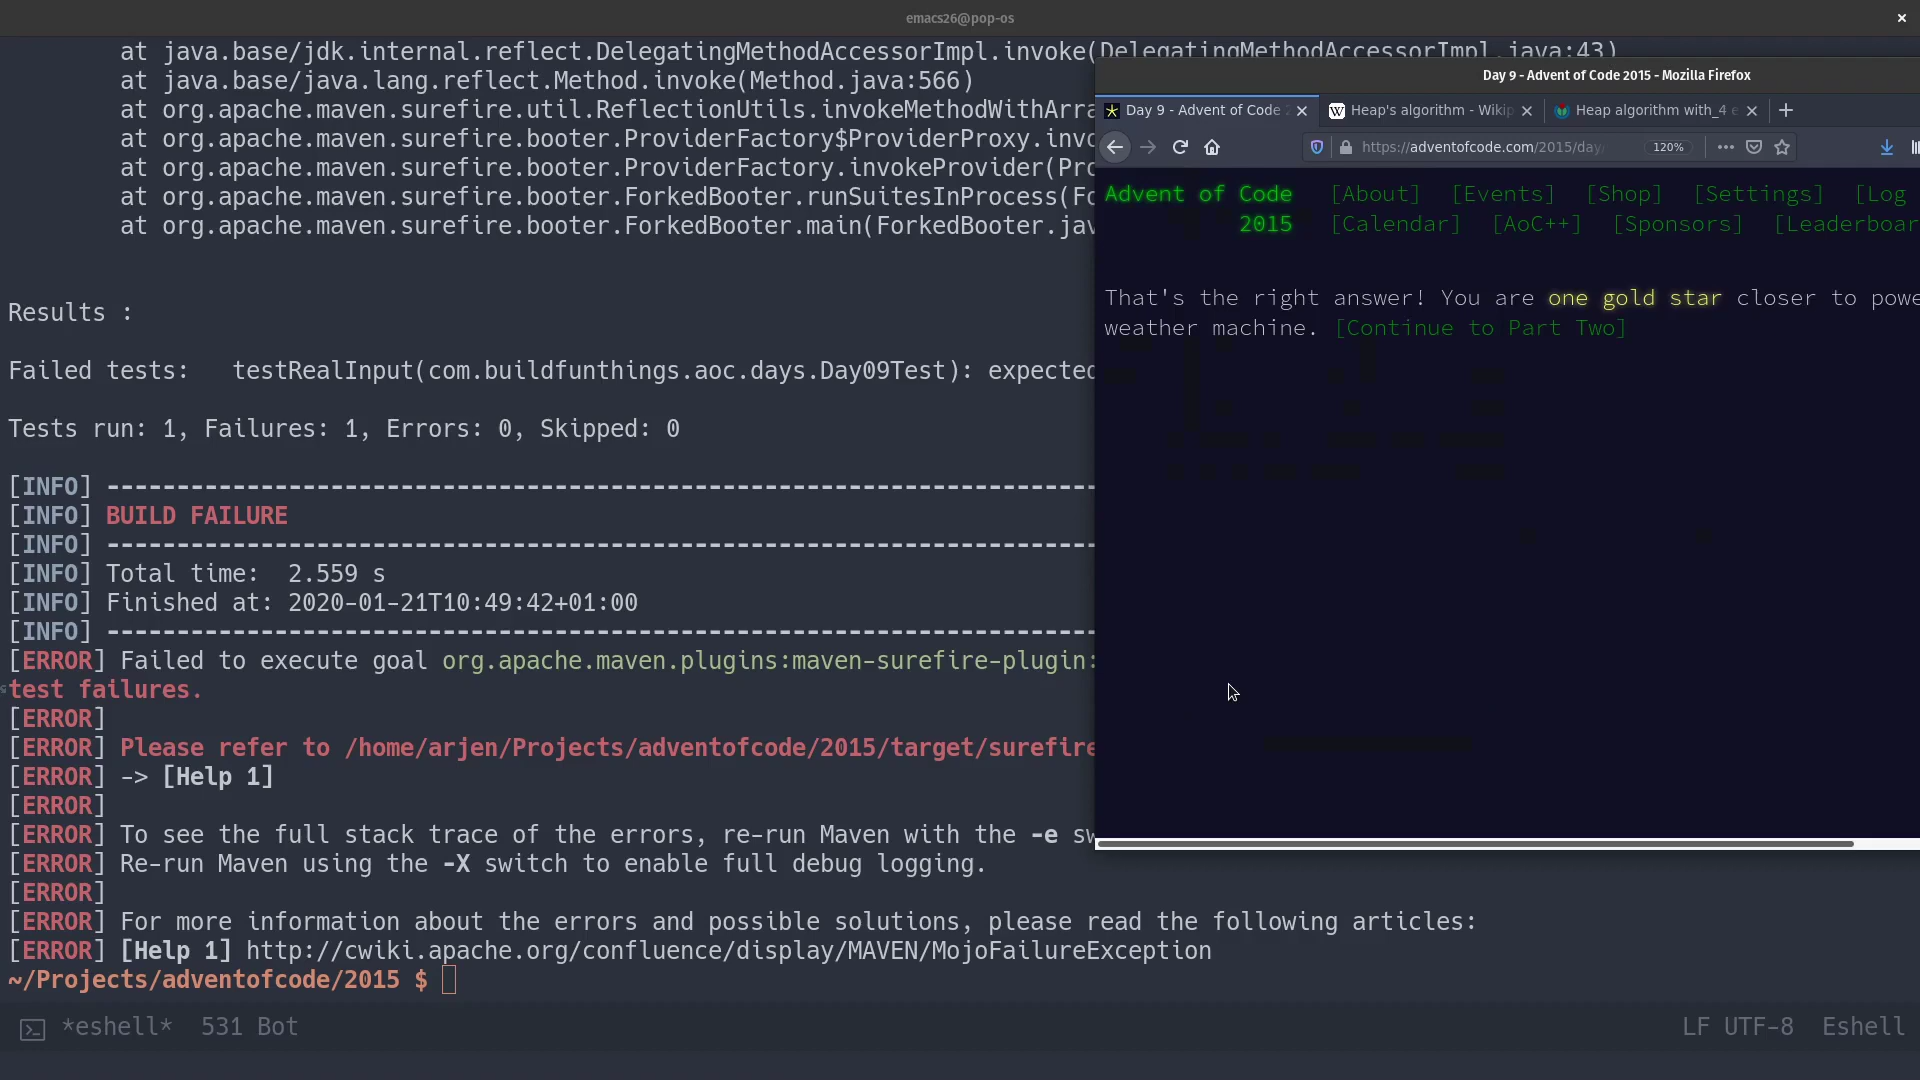 emacs26@pop-os
at java.base/jdk.internal.reflect.DelegatingMethodAccessorImpl.invoke(DelegatingMethodAccessorImpl.java:43)
at java.base/java.lang.reflect.Method.invoke(Method.java:566)
at org.apache.maven.surefire.util.ReflectionUtils.invokeMethodWithArra
at org.apache.maven.surefire.booter.ProviderFactory$ProviderProxy.invo
at org.apache.maven.surefire.booter.ProviderFactory.invokeProvider(Pro
at org.apache.maven.surefire.booter.ForkedBooter.runSuitesInProcess(Fo
at org.apache.maven.surefire.booter.ForkedBooter.main(ForkedBooter.jav
Results :
Failed tests:   testRealInput(com.buildfunthings.aoc.days.Day09Test): expected
Tests run: 1, Failures: 1, Errors: 0, Skipped: 0
[INFO] ----------------------------------------------------------------------
[INFO] BUILD FAILURE
[INFO] ----------------------------------------------------------------------
[INFO] Total time:  2.559 s
[INFO] Finished at: 2020-01-21T10:49:42+01:00
[INFO] ----------------------------------------------------------------------
[ERROR] Failed to execute goal org.apache.maven.plugins:maven-surefire-plugin:
test failures.
[ERROR]
[ERROR] Please refer to /home/arjen/Projects/adventofcode/2015/target/surefire
[ERROR] -> [Help 1]
[ERROR]
[ERROR] To see the full stack trace of the errors, re-run Maven with the -e sw
[ERROR] Re-run Maven using the -X switch to enable full debug logging.
[ERROR]
[ERROR] For more information about the errors and possible solutions, please read the following articles:
[ERROR] [Help 1] http://cwiki.apache.org/confluence/display/MAVEN/MojoFailureException
~/Projects/adventofcode/2015 $
*eshell*  531 Bot
LF UTF-8  Eshell
Day 9 - Advent of Code 2015 - Mozilla Firefox
Day 9 - Advent of Code 2
Heap's algorithm - Wikip
Heap algorithm with_4 e
https://adventofcode.com/2015/day/
120%
Advent of Code [About] [Events] [Shop] [Settings] [Log
2015 [Calendar] [AoC++] [Sponsors] [Leaderboar
That's the right answer! You are one gold star closer to powe
weather machine. [Continue to Part Two]